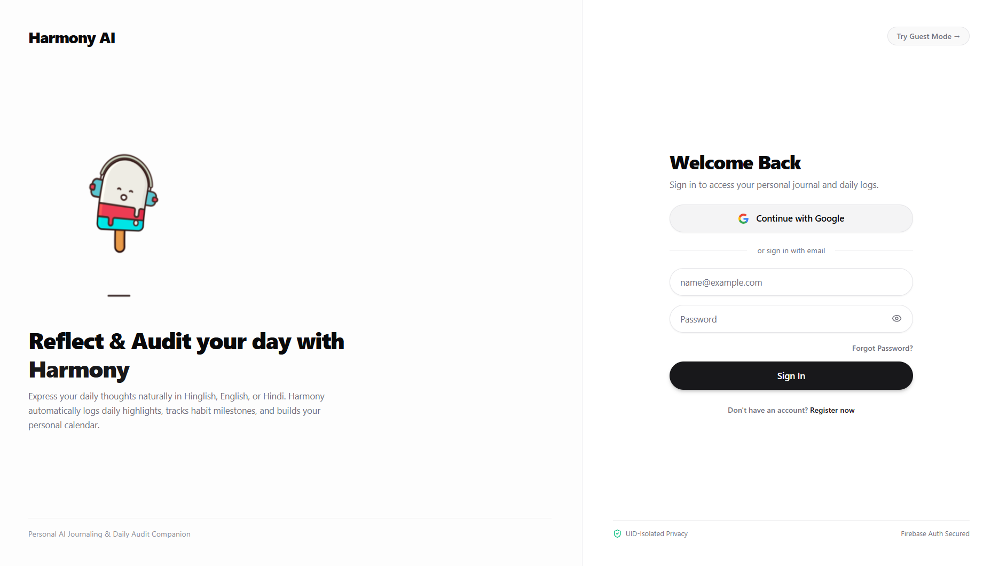 Harmony AI
Reflect & Audit your day with
Harmony
Express your daily thoughts naturally in Hinglish, English, or Hindi. Harmony
automatically logs daily highlights, tracks habit milestones, and builds your
personal calendar.
Personal AI Journaling & Daily Audit Companion
Try Guest Mode →
Welcome Back
Sign in to access your personal journal and daily logs.
Continue with Google
or sign in with email
name@example.com
Password
Forgot Password?
Sign In
Don't have an account? Register now
UID-Isolated Privacy
Firebase Auth Secured